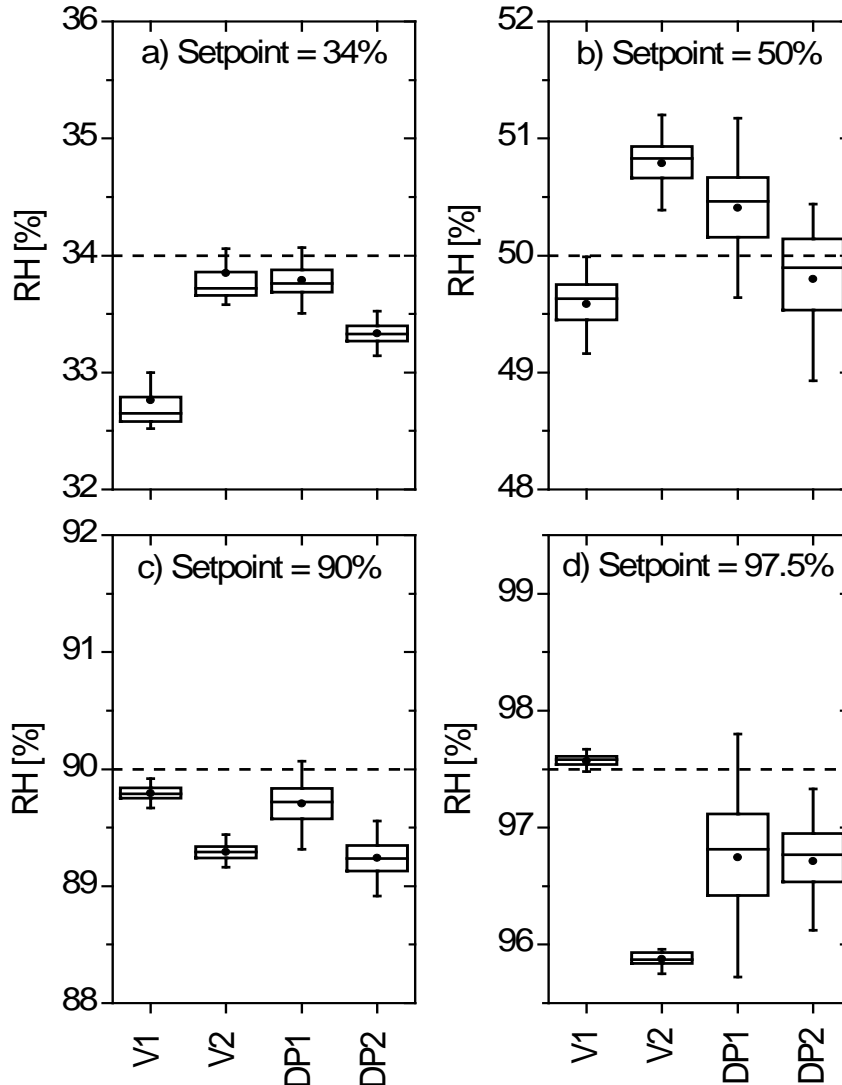 a) Setpoint = 34%
RH [%]
36
35
34
33
32
b) Setpoint = 50%
RH [%]
52
51
50
49
48
c) Setpoint = 90%
RH [%]
92
91
90
89
88
V1
V2
DP1
DP2
d) Setpoint = 97.5%
RH [%]
99
98
97
96
V1
V2
DP1
DP2